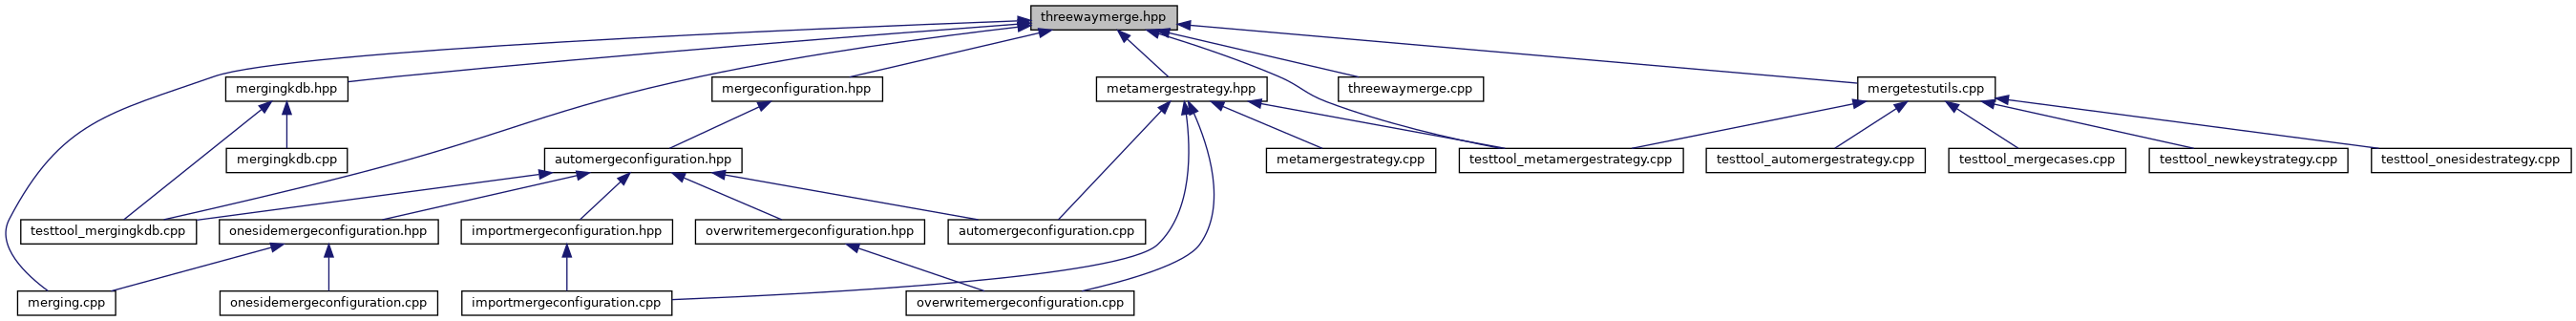 threewaymerge.hpp
mergingkdb.hpp
mergeconfiguration.hpp
metamergestrategy.hpp
threewaymerge.cpp
mergetestutils.cpp
mergingkdb.cpp
automergeconfiguration.hpp
metamergestrategy.cpp
testtool_metamergestrategy.cpp
testtool_automergestrategy.cpp
testtool_mergecases.cpp
testtool_newkeystrategy.cpp
testtool_onesidestrategy.cpp
testtool_mergingkdb.cpp
onesidemergeconfiguration.hpp
importmergeconfiguration.hpp
overwritemergeconfiguration.hpp
automergeconfiguration.cpp
merging.cpp
onesidemergeconfiguration.cpp
importmergeconfiguration.cpp
overwritemergeconfiguration.cpp